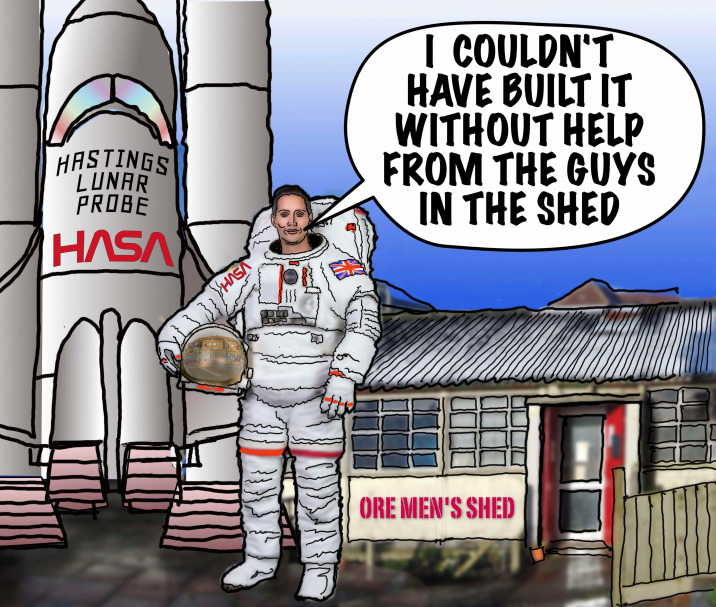 I COULDN'T
HAVE BUILT IT
WITHOUT HELP
FROM THE GUYS
IN THE SHED
HASTINGS
LUNAR
PROBE
HASA
HASA
ORE MEN'S SHED